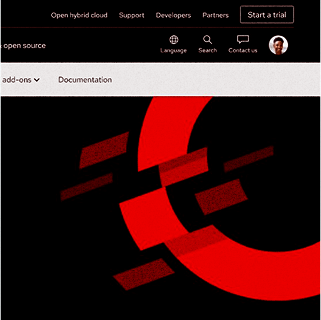 Open hybrid cloud Support Developers Partners Start a trial
open source
Language Search Contact us
add-ons Documentation